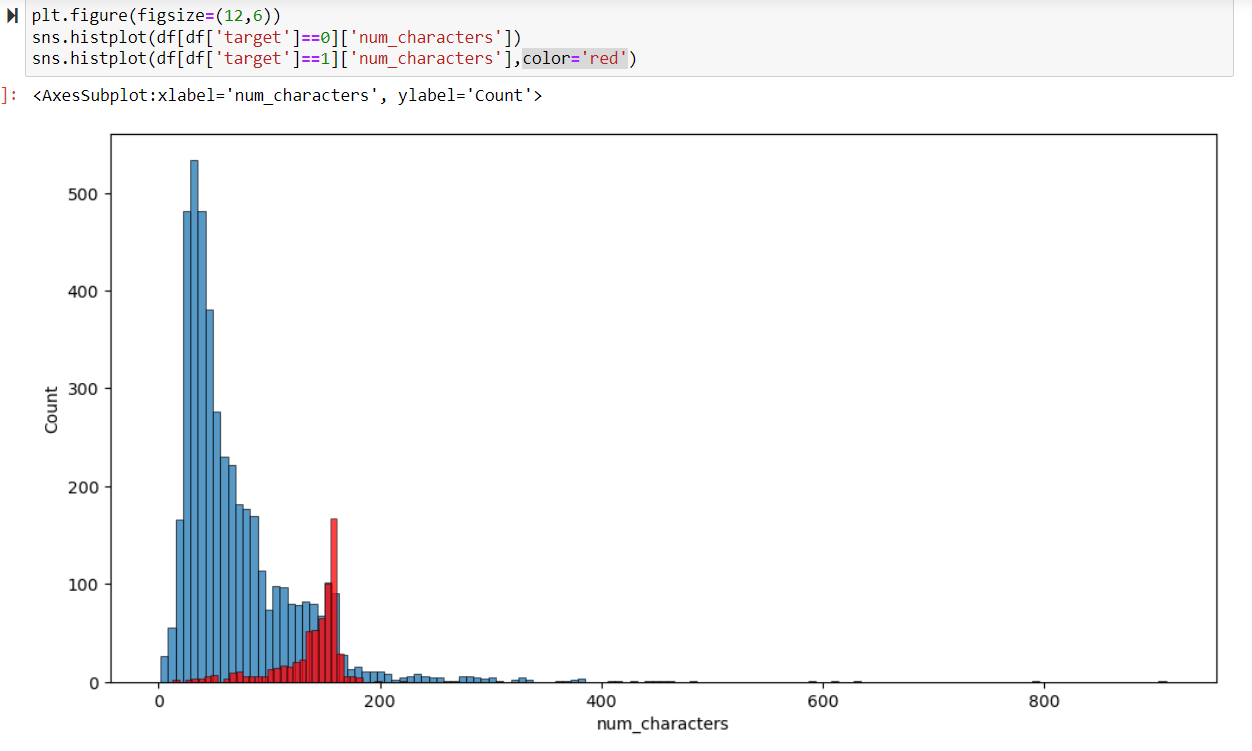 plt.figure(figsize=(12,6))
sns.histplot(df[df['target']==0]['num_characters'])
sns.histplot(df[df['target']==1]['num_characters'],color='red')
]: <AxesSubplot:xlabel='num_characters', ylabel='Count'>
500
400
300
200
100
0
Count
0 200 400 600 800
num_characters